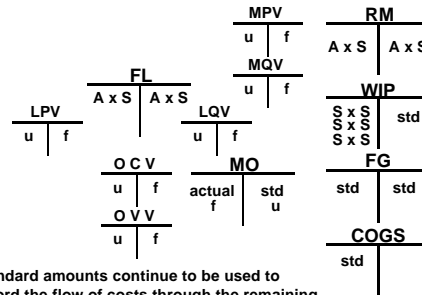 MPV
RM
u f
A x S A x S
MQV
FL
u f
WIP
A x S A x S
LPV
LQV
S x S std
S x S
S x S
u f
u f
O C V
MO
FG
u f
actual std
std std
f u
O V V
u f
COGS
std
ndard amounts continue to be used to
ord the flow of costs through the remaining